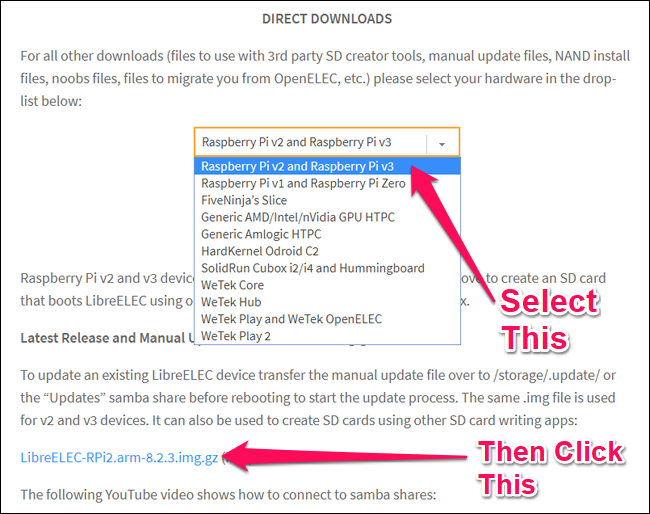 DIRECT DOWNLOADS
For all other downloads (files to use with 3rd party SD creator tools, manual update files, NAND install
files, noobs files, files to migrate you from OpenELEC, etc.) please select your hardware in the drop-
list below:
Raspberry Pi v2 and Raspberry Pi v3
Raspberry Pi v2 and Raspberry Pi v3
Raspberry Pi v1 and Raspberry Pi Zero
FiveNinja's Slice
Generic AMD/Intel/nVidia GPU HTPC
Generic Amlogic HTPC
HardKernel Odroid C2
SolidRun Cubox i2/i4 and Hummingboard
WeTek Core
WeTek Hub
WeTek Play and WeTek OpenELEC
WeTek Play 2
Select
This
Raspberry Pi v2 and v3 to create an SD card
that boots LibreELEC using
Latest Release and Manual
To update an existing LibreELEC device transfer the manual update file over to /storage/.update/ or
the “Updates” samba share before rebooting to start the update process. The same .img file is
used for v2 and v3 devices. It can also be used to create SD cards using other SD card writing apps:
LibreELEC-RPi2.arm-8.2.3.img.gz
Then Click
This
The following YouTube video shows how to connect to samba shares: